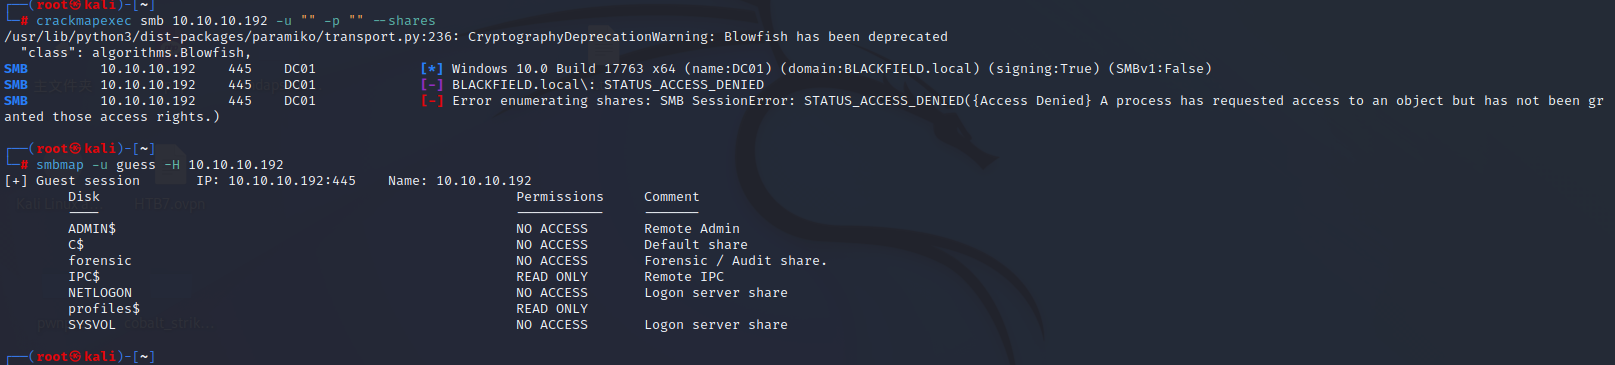 ┌──(root㉿kali)-[~]
└─# crackmapexec smb 10.10.10.192 -u "" -p "" --shares
/usr/lib/python3/dist-packages/paramiko/transport.py:236: CryptographyDeprecationWarning: Blowfish has been deprecated
"class": algorithms.Blowfish,
SMB 10.10.10.192 445 DC01 [*] Windows 10.0 Build 17763 x64 (name:DC01) (domain:BLACKFIELD.local) (signing:True) (SMBv1:False)
SMB 10.10.10.192 445 DC01 [-] BLACKFIELD.local\: STATUS_ACCESS_DENIED
SMB 10.10.10.192 445 DC01 [-] Error enumerating shares: SMB SessionError: STATUS_ACCESS_DENIED({Access Denied} A process has requested access to an object but has not been gr
anted those access rights.)
┌──(root㉿kali)-[~]
└─# smbmap -u guess -H 10.10.10.192
[+] Guest session IP: 10.10.10.192:445 Name: 10.10.10.192
Disk Permissions Comment
---- ----------- -------
ADMIN$ NO ACCESS Remote Admin
C$ NO ACCESS Default share
forensic NO ACCESS Forensic / Audit share.
IPC$ READ ONLY Remote IPC
NETLOGON NO ACCESS Logon server share
profiles$ READ ONLY
SYSVOL NO ACCESS Logon server share
┌──(root㉿kali)-[~]